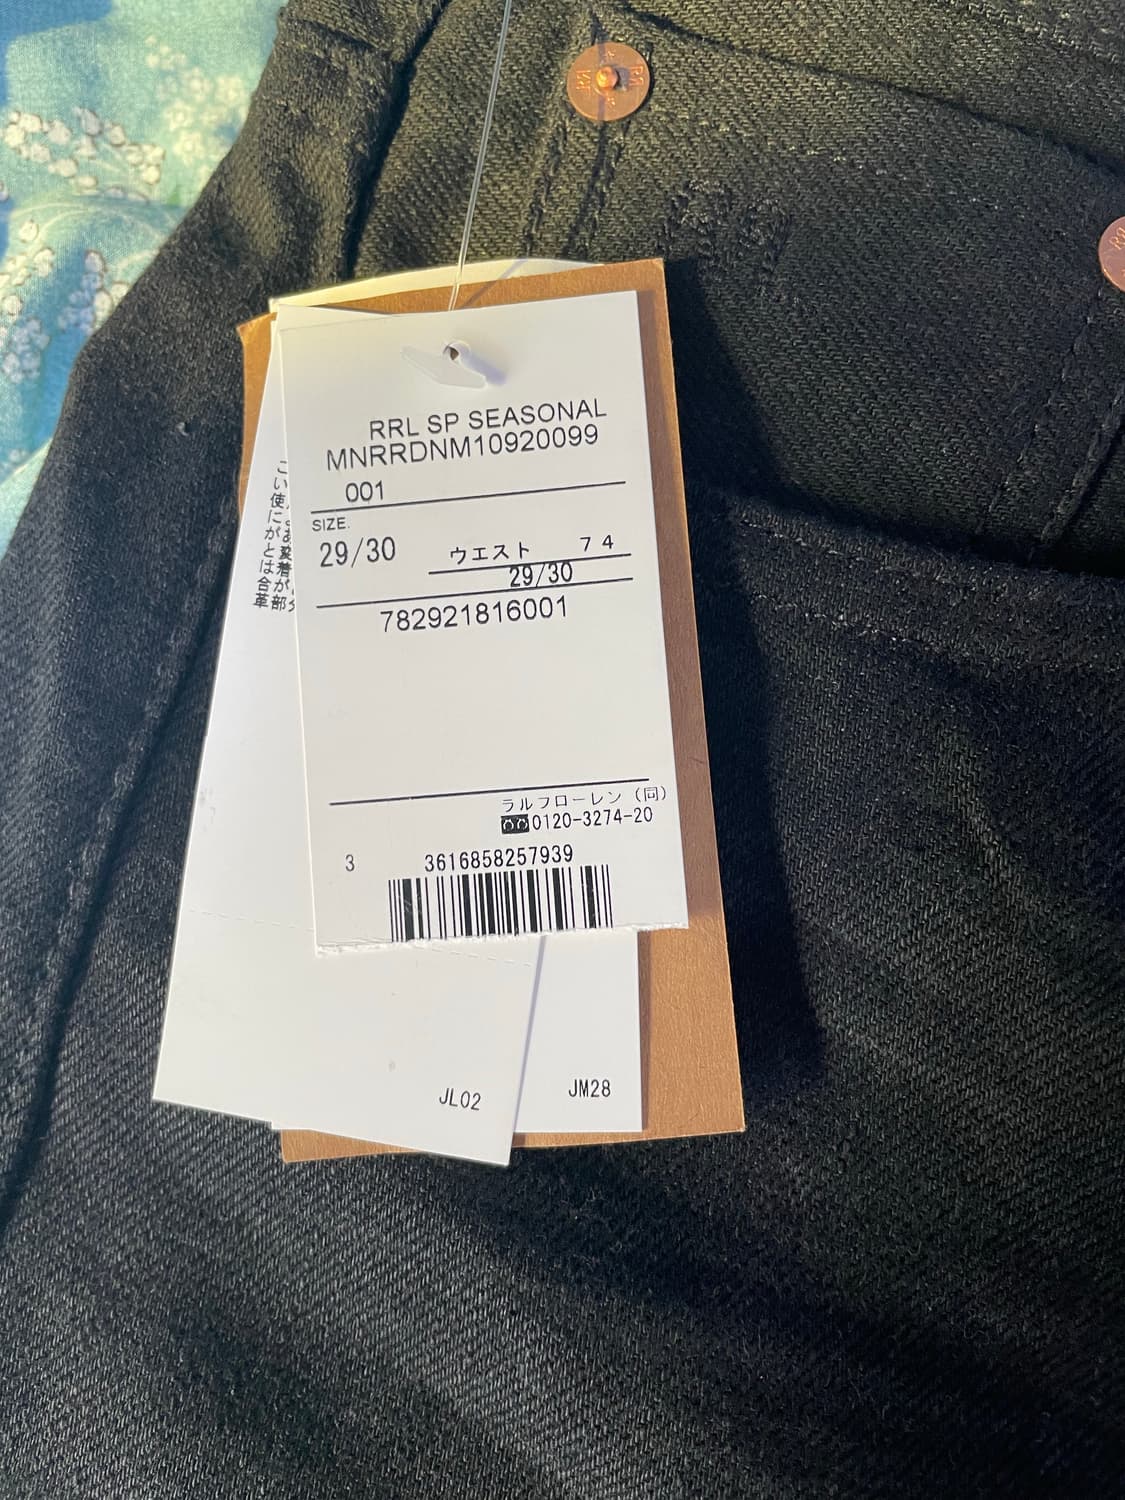 RRL SP SEASONAL
MNRRDNM10920099
001
SIZE.
29/30
ウエスト 74
29/30
782921816001
ラルフローレン (同)
0120-3274-20
3 3616858257939
JL02
JM28